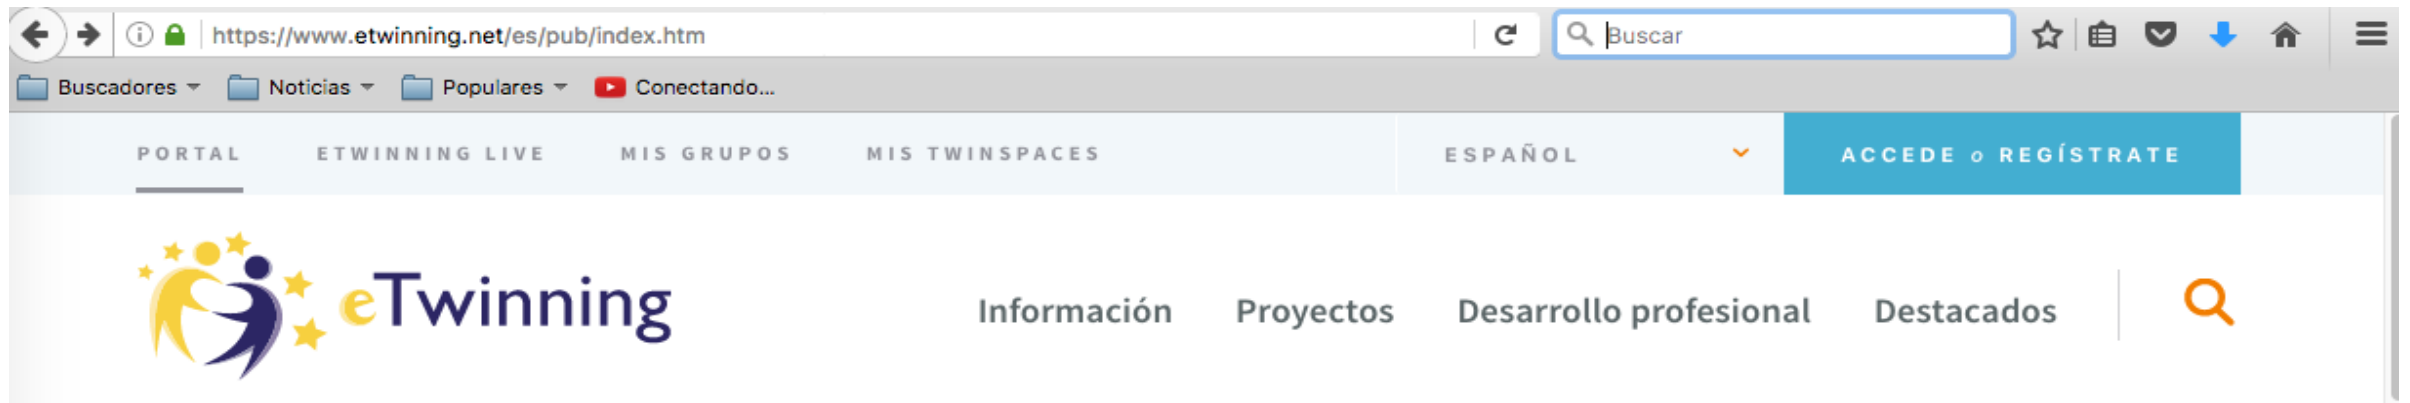 https://www.etwinning.net/es/pub/index.htm Buscar
Buscadores Noticias Populares Conectando...
PORTAL ETWINNING LIVE MIS GRUPOS MIS TWINSPACES ESPAÑOL ACCEDE o REGÍSTRATE
eTwinning Información Proyectos Desarrollo profesional Destacados